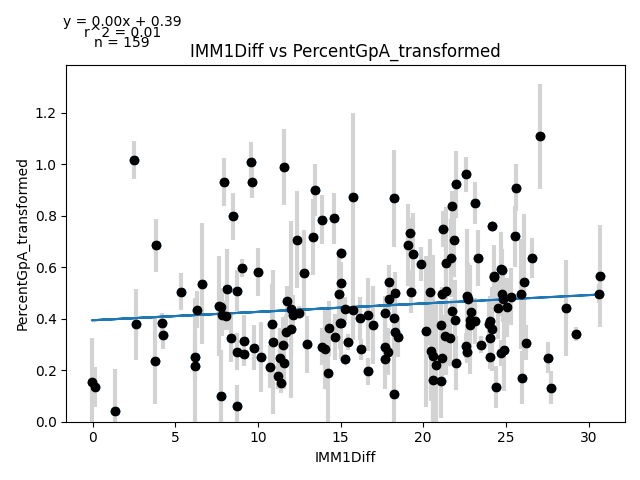 y = 0.00x + 0.39
r^2 = 0.01
n = 159
IMM1Diff vs PercentGpA_transformed
PercentGpA_transformed
1.2
1.0
0.8
0.6
0.4
0.2
0.0
0 5 10 15 20 25 30
IMM1Diff